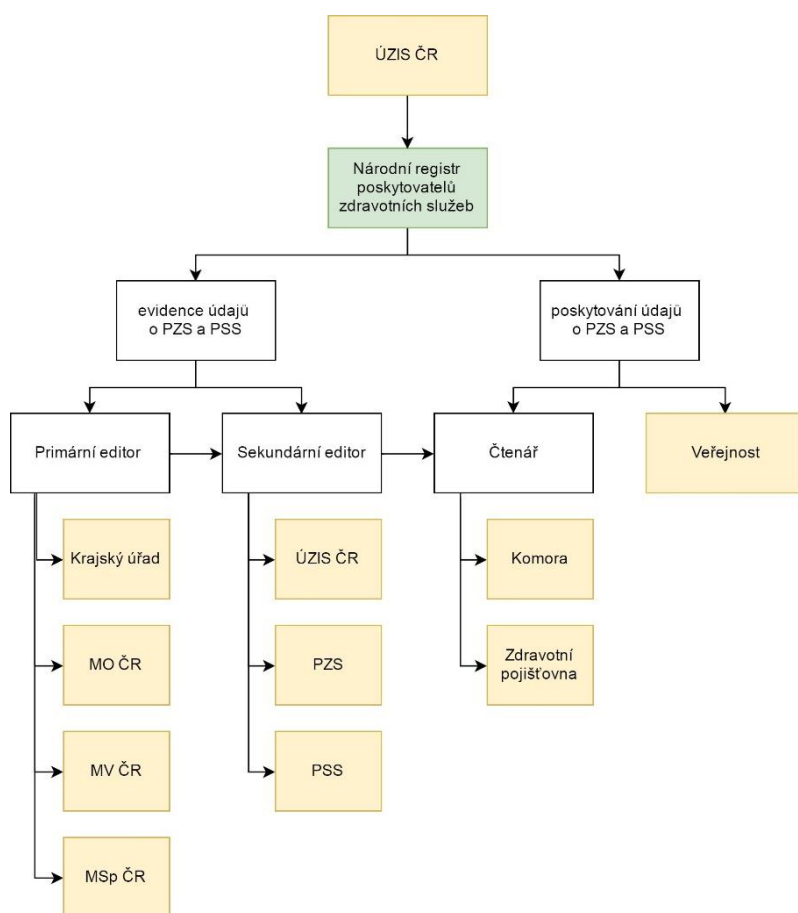 ÚZIS ČR
Národní registr
poskytovatelů
zdravotních služeb
evidence údajů
o PZS a PSS
poskytování údajů
o PZS a PSS
Primární editor
Sekundární editor
Čtenář
Veřejnost
Krajský úřad
ÚZIS ČR
Komora
MO ČR
PZS
Zdravotní
pojišťovna
MV ČR
PSS
MSp ČR